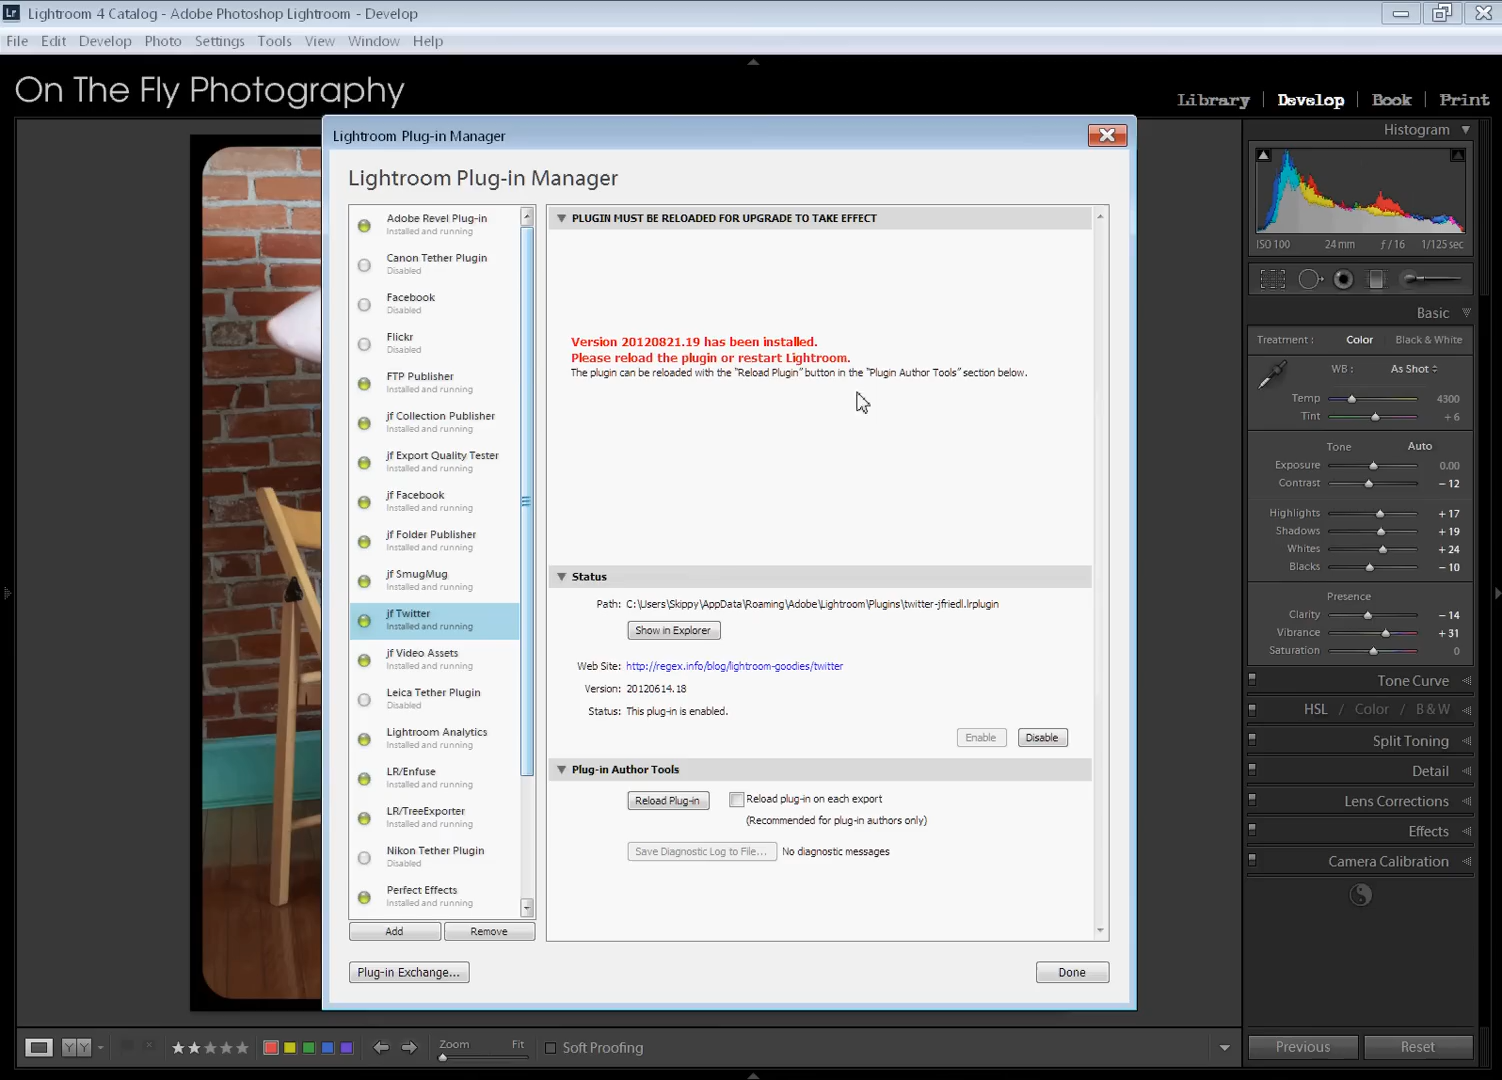 Lr Lightroom 4 Catalog - Adobe Photoshop Lightroom - Develop
File Edit Develop Photo Settings Tools View Window Help
On The Fly Photography
Library Develop Book Print
Lightroom Plug-in Manager
Lightroom Plug-in Manager
Adobe Revel Plug-in
Installed and running
Canon Tether Plugin
Disabled
Facebook
Disabled
Flickr
Disabled
FTP Publisher
Installed and running
jf Collection Publisher
Installed and running
jf Export Quality Tester
Installed and running
jf Facebook
Installed and running
jf Folder Publisher
Installed and running
jf SmugMug
Installed and running
jf Twitter
Installed and running
jf Video Assets
Installed and running
Leica Tether Plugin
Disabled
Lightroom Analytics
Installed and running
LR/Enfuse
Installed and running
LR/TreeExporter
Installed and running
Nikon Tether Plugin
Disabled
Perfect Effects
Installed and running
Add Remove
Plug-in Exchange...
PLUGIN MUST BE RELOADED FOR UPGRADE TO TAKE EFFECT
Version 20120821.19 has been installed.
Please reload the plugin or restart Lightroom.
The plugin can be reloaded with the "Reload Plugin" button in the "Plugin Author Tools" section below.
Status
Path: C:\Users\Skippy\AppData\Roaming\Adobe\Lightroom\Plugins\twitter-jfriedl.lrplugin
Show in Explorer
Web Site: http://regex.info/blog/lightroom-goodies/twitter
Version: 20120614.18
Status: This plug-in is enabled.
Enable Disable
Plug-in Author Tools
Reload Plug-in Reload plug-in on each export
(Recommended for plug-in authors only)
Save Diagnostic Log to File... No diagnostic messages
Done
Histogram
ISO 100 24 mm ƒ / 16 1/125 sec
Basic
Treatment : Color Black & White
WB : As Shot
Temp 4300
Tint + 6
Tone Auto
Exposure 0.00
Contrast − 12
Highlights + 17
Shadows + 19
Whites + 24
Blacks − 10
Presence
Clarity − 14
Vibrance + 31
Saturation 0
Tone Curve
HSL / Color / B & W
Split Toning
Detail
Lens Corrections
Effects
Camera Calibration
YY Zoom Fit Soft Proofing
Previous Reset